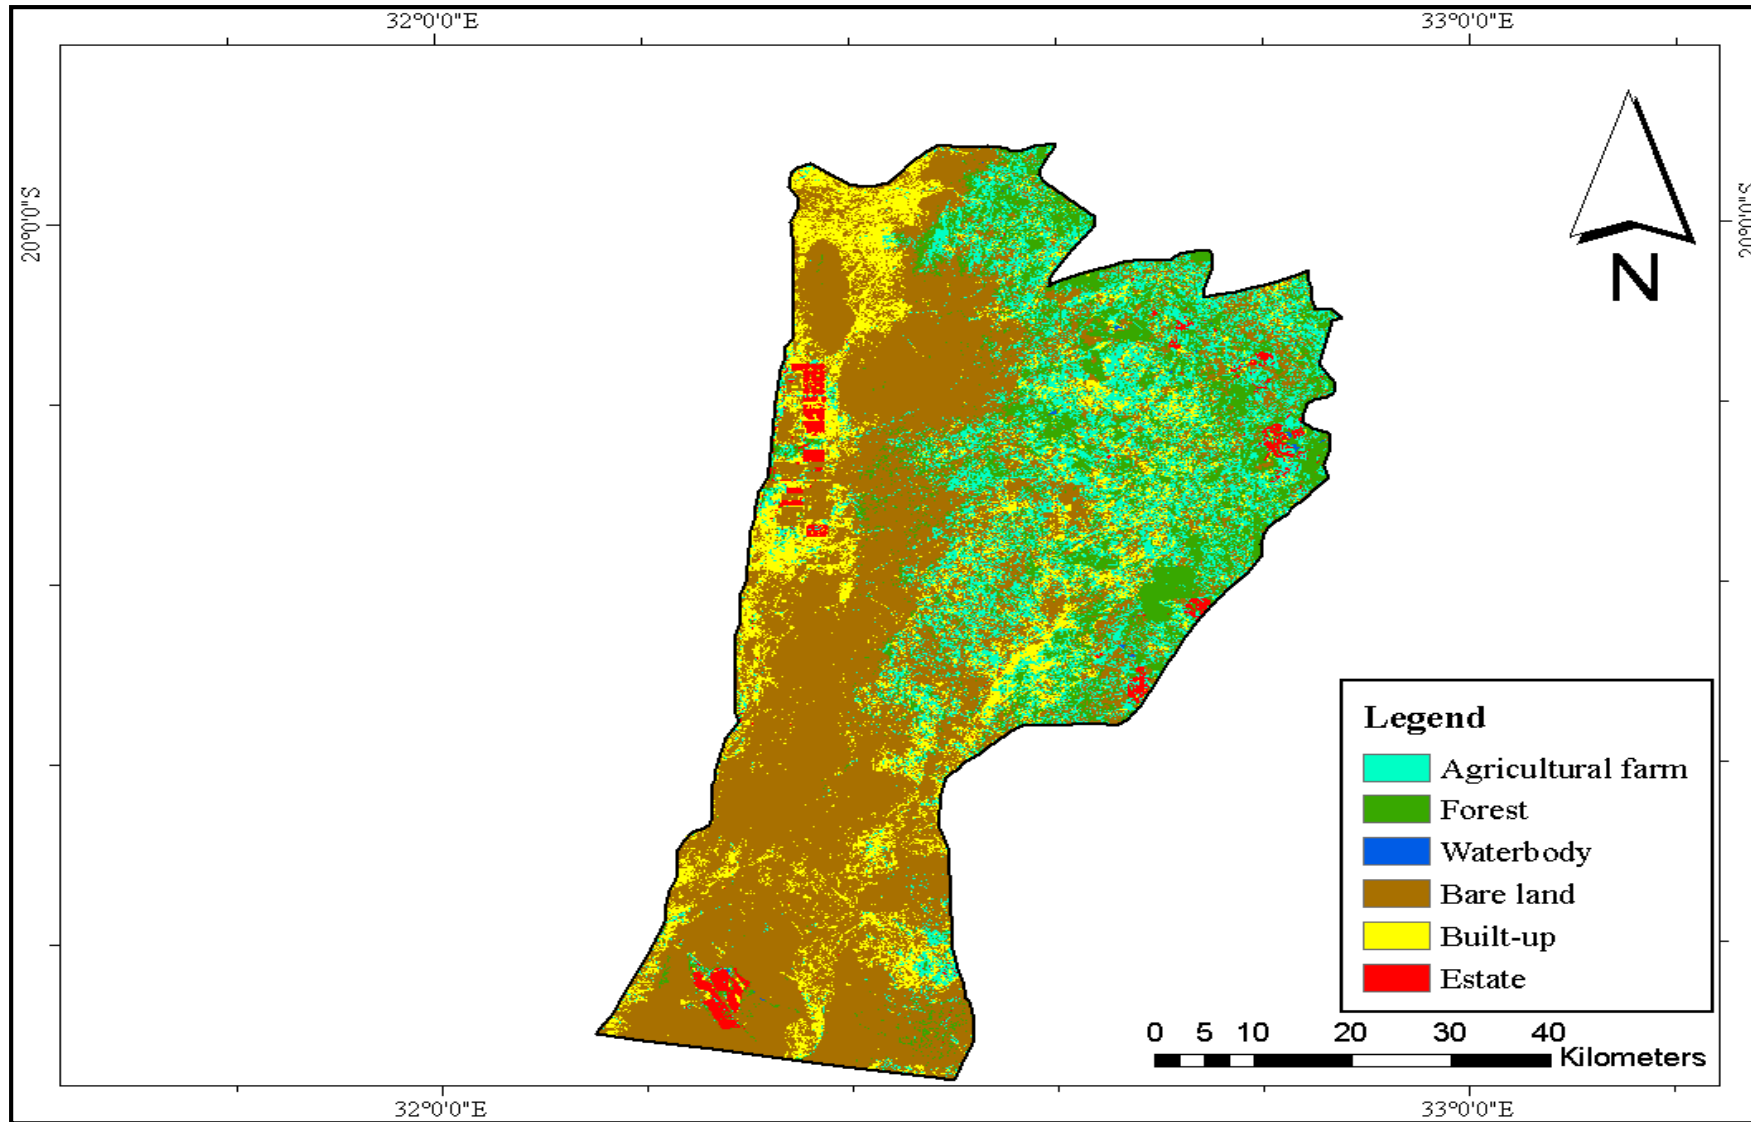 32°0'0"E 33°0'0"E
20°0'0"S 20°0'0"S
N
Legend
Agricultural farm
Forest
Waterbody
Bare land
Built-up
Estate
0 5 10 20 30 40
Kilometers
32°0'0"E 33°0'0"E